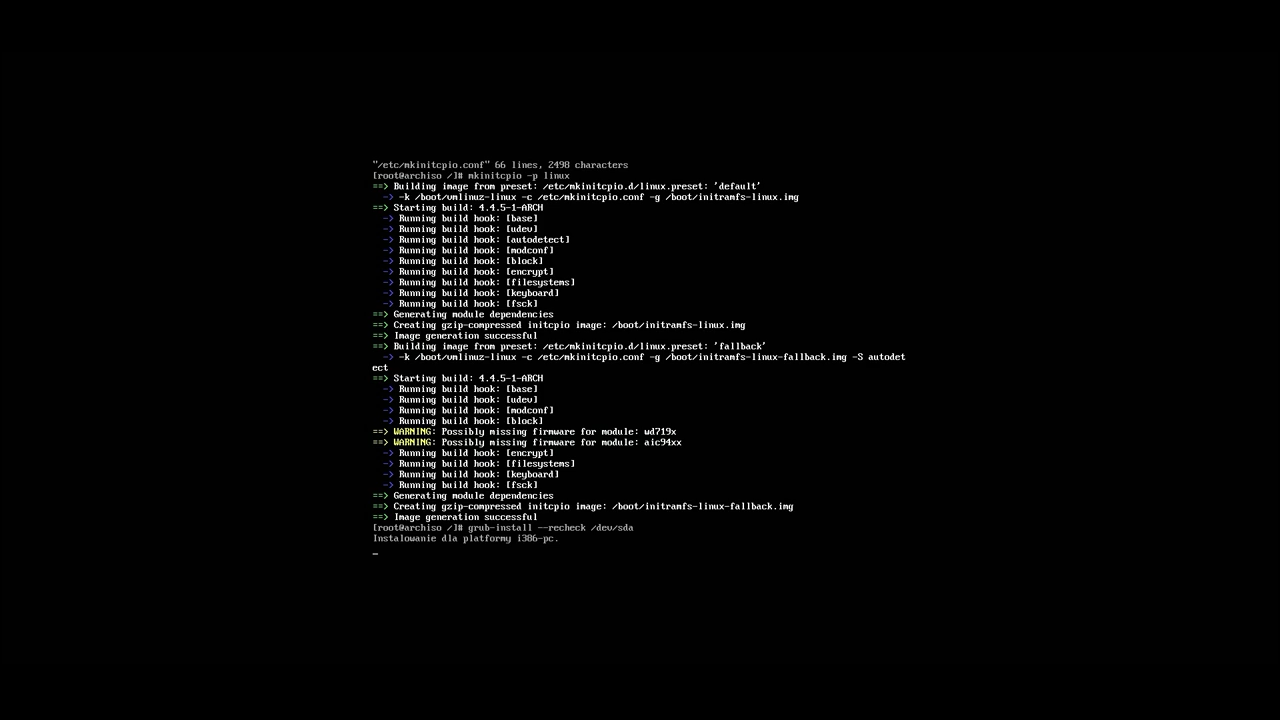 "/etc/mkinitcpio.conf" 66 lines, 2498 characters
[root@archiso /]# mkinitcpio -p linux
==> Building image from preset: /etc/mkinitcpio.d/linux.preset: 'default'
  -> -k /boot/vmlinuz-linux -c /etc/mkinitcpio.conf -g /boot/initramfs-linux.img
==> Starting build: 4.4.5-1-ARCH
  -> Running build hook: [base]
  -> Running build hook: [udev]
  -> Running build hook: [autodetect]
  -> Running build hook: [modconf]
  -> Running build hook: [block]
  -> Running build hook: [encrypt]
  -> Running build hook: [filesystems]
  -> Running build hook: [keyboard]
  -> Running build hook: [fsck]
==> Generating module dependencies
==> Creating gzip-compressed initcpio image: /boot/initramfs-linux.img
==> Image generation successful
==> Building image from preset: /etc/mkinitcpio.d/linux.preset: 'fallback'
  -> -k /boot/vmlinuz-linux -c /etc/mkinitcpio.conf -g /boot/initramfs-linux-fallback.img -S autodet
ect
==> Starting build: 4.4.5-1-ARCH
  -> Running build hook: [base]
  -> Running build hook: [udev]
  -> Running build hook: [modconf]
  -> Running build hook: [block]
==> WARNING: Possibly missing firmware for module: wd719x
==> WARNING: Possibly missing firmware for module: aic94xx
  -> Running build hook: [encrypt]
  -> Running build hook: [filesystems]
  -> Running build hook: [keyboard]
  -> Running build hook: [fsck]
==> Generating module dependencies
==> Creating gzip-compressed initcpio image: /boot/initramfs-linux-fallback.img
==> Image generation successful
[root@archiso /]# grub-install --recheck /dev/sda
Instalowanie dla platformy i386-pc.
_